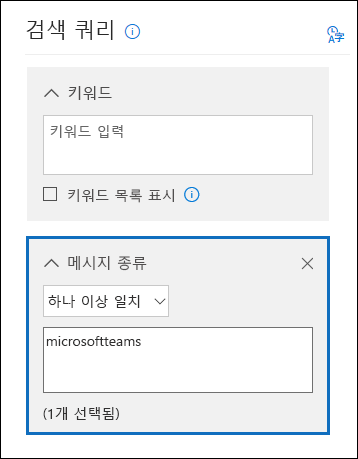 검색 쿼리
키워드
키워드 입력
키워드 목록 표시
메시지 종류
하나 이상 일치
microsoftteams
(1개 선택됨)